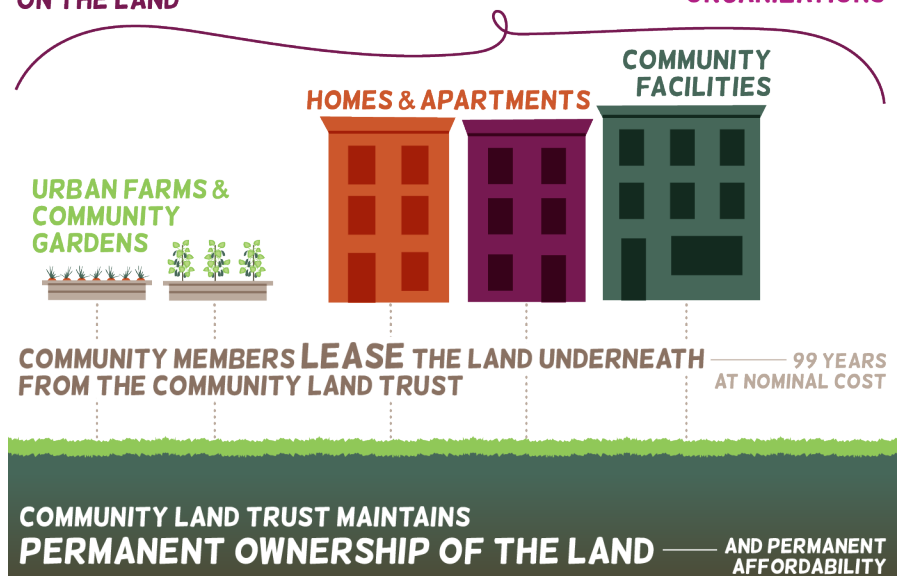 ON THE LAND
ORGANIZATIONS
COMMUNITY
FACILITIES
HOMES & APARTMENTS
URBAN FARMS &
COMMUNITY
GARDENS
COMMUNITY MEMBERS LEASE THE LAND UNDERNEATH
FROM THE COMMUNITY LAND TRUST
99 YEARS
AT NOMINAL COST
COMMUNITY LAND TRUST MAINTAINS
PERMANENT OWNERSHIP OF THE LAND
AND PERMANENT
AFFORDABILITY